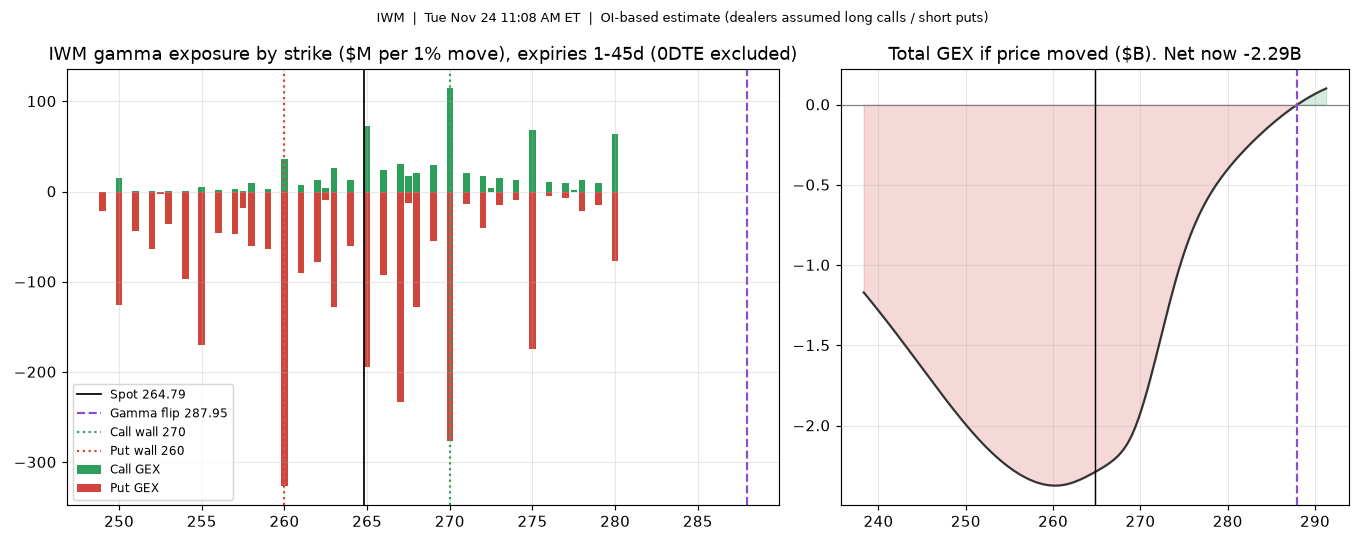 IWM | Tue Nov 24 11:08 AM ET | OI-based estimate (dealers assumed long calls / short puts)
IWM gamma exposure by strike ($M per 1% move), expiries 1-45d (0DTE excluded)
100
0
−100
−200
−300
Spot 264.79
Gamma flip 287.95
Call wall 270
Put wall 260
Call GEX
Put GEX
250 255 260 265 270 275 280 285
Total GEX if price moved ($B). Net now -2.29B
0.0
−0.5
−1.0
−1.5
−2.0
240 250 260 270 280 290